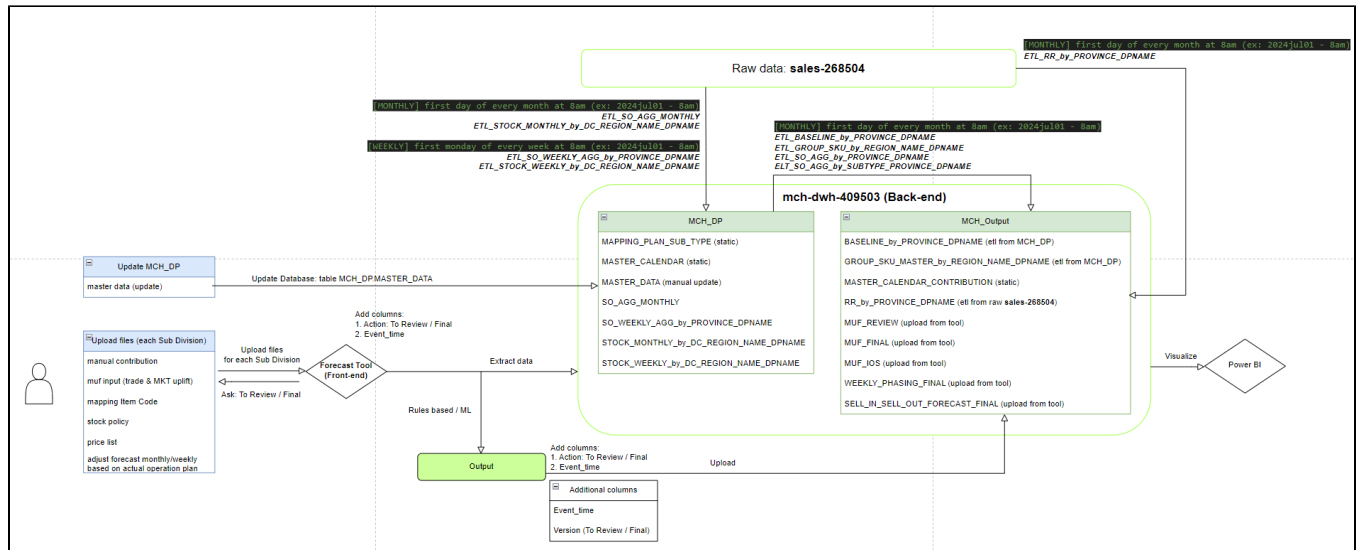 [MONTHLY] first day of every month at 8am (ex: 2024jul01 - 8am)
ETL_RR_by_PROVINCE_DPNAME
Raw data: sales-268504
[MONTHLY] first day of every month at 8am (ex: 2024jul01 - 8am)
ETL_SO_AGG_MONTHLY
ETL_STOCK_MONTHLY_by_DC_REGION_NAME_DPNAME
[WEEKLY] first monday of every week at 8am (ex: 2024jul01 - 8am)
ETL_SO_WEEKLY_AGG_by_PROVINCE_DPNAME
ETL_STOCK_WEEKLY_by_DC_REGION_NAME_DPNAME
[MONTHLY] first day of every month at 8am (ex: 2024jul01 - 8am)
ETL_BASELINE_by_PROVINCE_DPNAME
ETL_GROUP_SKU_by_REGION_NAME_DPNAME
ETL_SO_AGG_by_PROVINCE_DPNAME
ELT_SO_AGG_by_SUBTYPE_PROVINCE_DPNAME
mch-dwh-409503 (Back-end)
MCH_DP
MAPPING_PLAN_SUB_TYPE (static)
MASTER_CALENDAR (static)
MASTER_DATA (manual update)
SO_AGG_MONTHLY
SO_WEEKLY_AGG_by_PROVINCE_DPNAME
STOCK_MONTHLY_by_DC_REGION_NAME_DPNAME
STOCK_WEEKLY_by_DC_REGION_NAME_DPNAME
MCH_Output
BASELINE_by_PROVINCE_DPNAME (etl from MCH_DP)
GROUP_SKU_MASTER_by_REGION_NAME_DPNAME (etl from MCH_DP)
MASTER_CALENDAR_CONTRIBUTION (static)
RR_by_PROVINCE_DPNAME (etl from raw sales-268504)
MUF_REVIEW (upload from tool)
MUF_FINAL (upload from tool)
MUF_IOS (upload from tool)
WEEKLY_PHASING_FINAL (upload from tool)
SELL_IN_SELL_OUT_FORECAST_FINAL (upload from tool)
Update MCH_DP
master data (update)
Update Database: table MCH_DP.MASTER_DATA
Upload files (each Sub Division)
manual contribution
muf input (trade & MKT uplift)
mapping Item Code
stock policy
price list
adjust forecast monthly/weekly
based on actual operation plan
Upload files
for each Sub Division
Ask: To Review / Final
Add columns:
1. Action: To Review / Final
2. Event_time
Forecast Tool
(Front-end)
Extract data
Rules based / ML
Output
Add columns:
1. Action: To Review / Final
2. Event_time
Upload
Additional columns
Event_time
Version (To Review / Final)
Visualize
Power BI